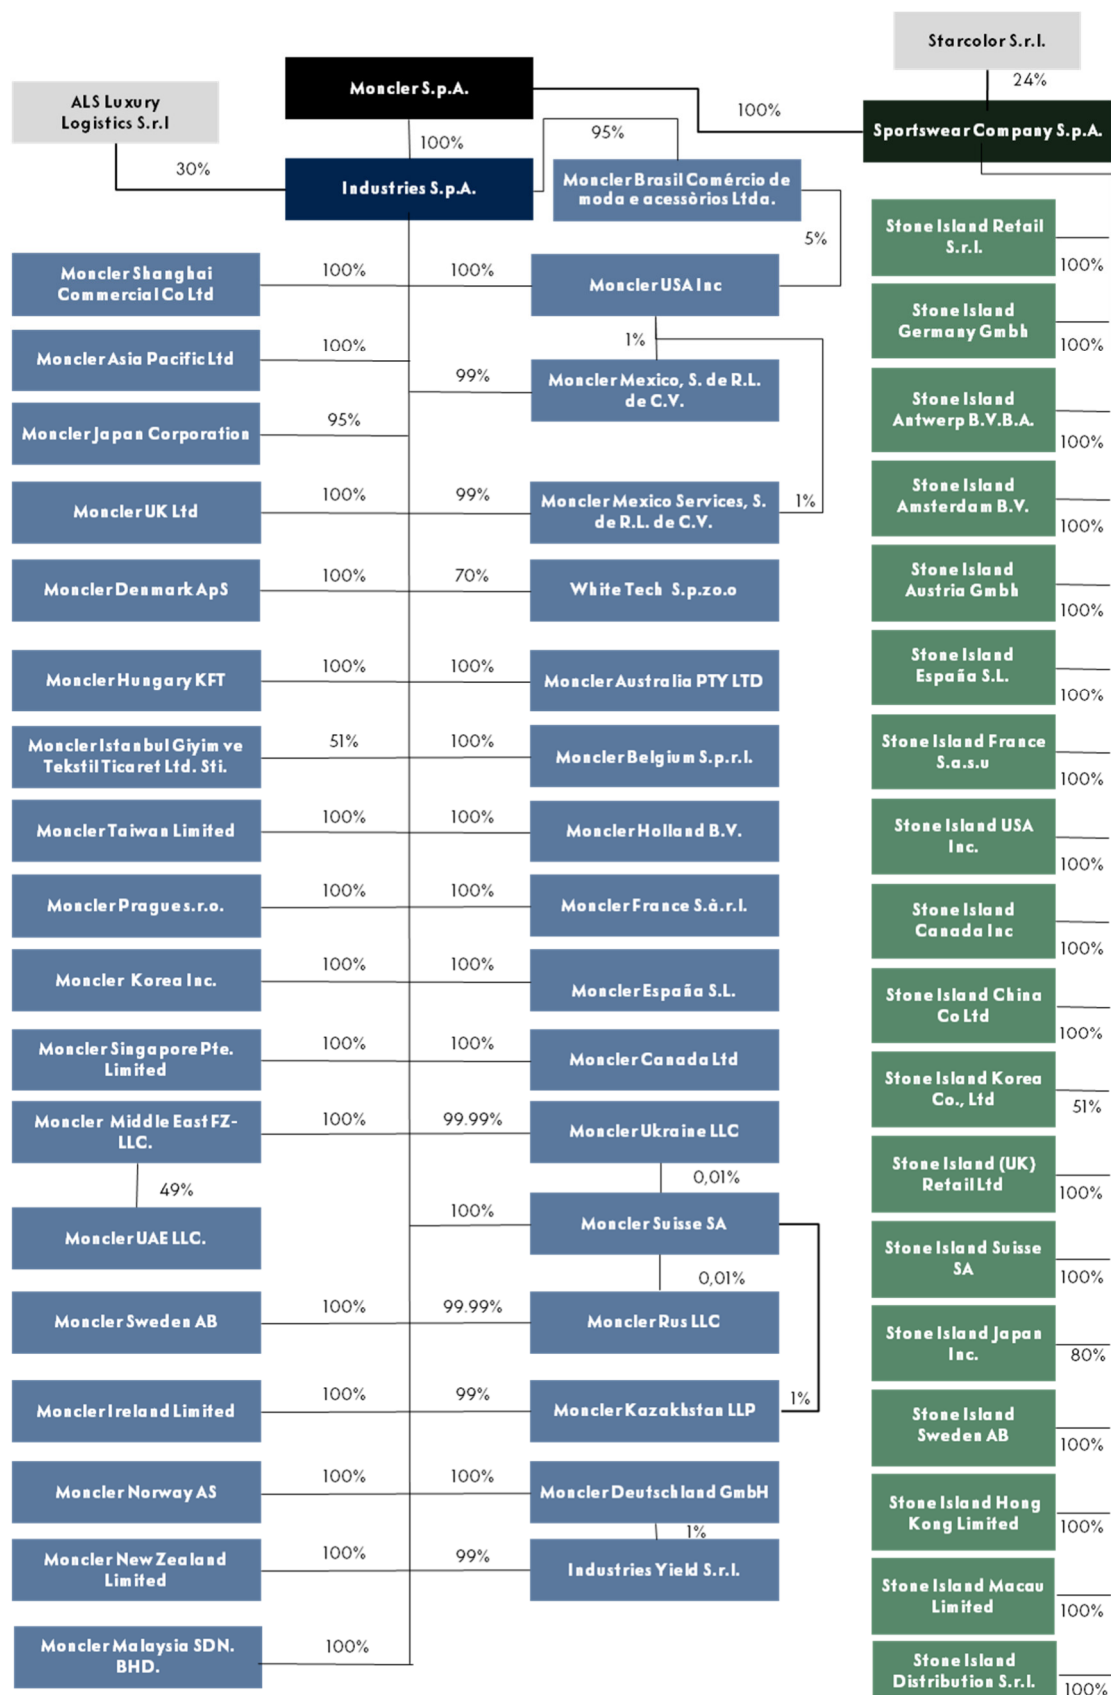 Starcolor S.r.l.
24%
Moncler S.p.A.
ALS Luxury
Logistics S.r.l
100%
100%
95%
Sportswear Company S.p.A.
30%
Industries S.p.A.
Moncler Brasil Comércio de
moda e acessòrios Ltda.
5%
Moncler Shanghai
Commercial Co Ltd
100%
100%
Moncler USA Inc
Moncler Asia Pacific Ltd
100%
1%
99%
Moncler Mexico, S. de R.L.
de C.V.
Moncler Japan Corporation
95%
Moncler UK Ltd
100%
99%
Moncler Mexico Services, S.
de R.L. de C.V.
1%
Moncler Denmark ApS
100%
70%
White Tech S.p.zo.o
Moncler Hungary KFT
100%
100%
Moncler Australia PTY LTD
Moncler Istanbul Giyim ve
Tekstil Ticaret Ltd. Sti.
51%
100%
Moncler Belgium S.p.r.l.
Moncler Taiwan Limited
100%
100%
Moncler Holland B.V.
Moncler Prague s.r.o.
100%
100%
Moncler France S.à.r.l.
Moncler Korea Inc.
100%
100%
Moncler España S.L.
Moncler Singapore Pte.
Limited
100%
100%
Moncler Canada Ltd
Moncler Middle East FZ-
LLC.
100%
99.99%
Moncler Ukraine LLC
49%
0,01%
Moncler UAE LLC.
100%
Moncler Suisse SA
0,01%
Moncler Sweden AB
100%
99.99%
Moncler Rus LLC
Moncler Ireland Limited
100%
99%
Moncler Kazakhstan LLP
1%
Moncler Norway AS
100%
100%
Moncler Deutschland GmbH
1%
Moncler New Zealand
Limited
100%
99%
Industries Yield S.r.l.
Moncler Malaysia SDN.
BHD.
100%
Stone Island Retail
S.r.l.
100%
Stone Island
Germany Gmbh
100%
Stone Island
Antwerp B.V.B.A.
100%
Stone Island
Amsterdam B.V.
100%
Stone Island
Austria Gmbh
100%
Stone Island
España S.L.
100%
Stone Island France
S.a.s.u
100%
Stone Island USA
Inc.
100%
Stone Island
Canada Inc
100%
Stone Island China
Co Ltd
100%
Stone Island Korea
Co., Ltd
51%
Stone Island (UK)
Retail Ltd
100%
Stone Island Suisse
SA
100%
Stone Island Japan
Inc.
80%
Stone Island
Sweden AB
100%
Stone Island Hong
Kong Limited
100%
Stone Island Macau
Limited
100%
Stone Island
Distribution S.r.l.
100%